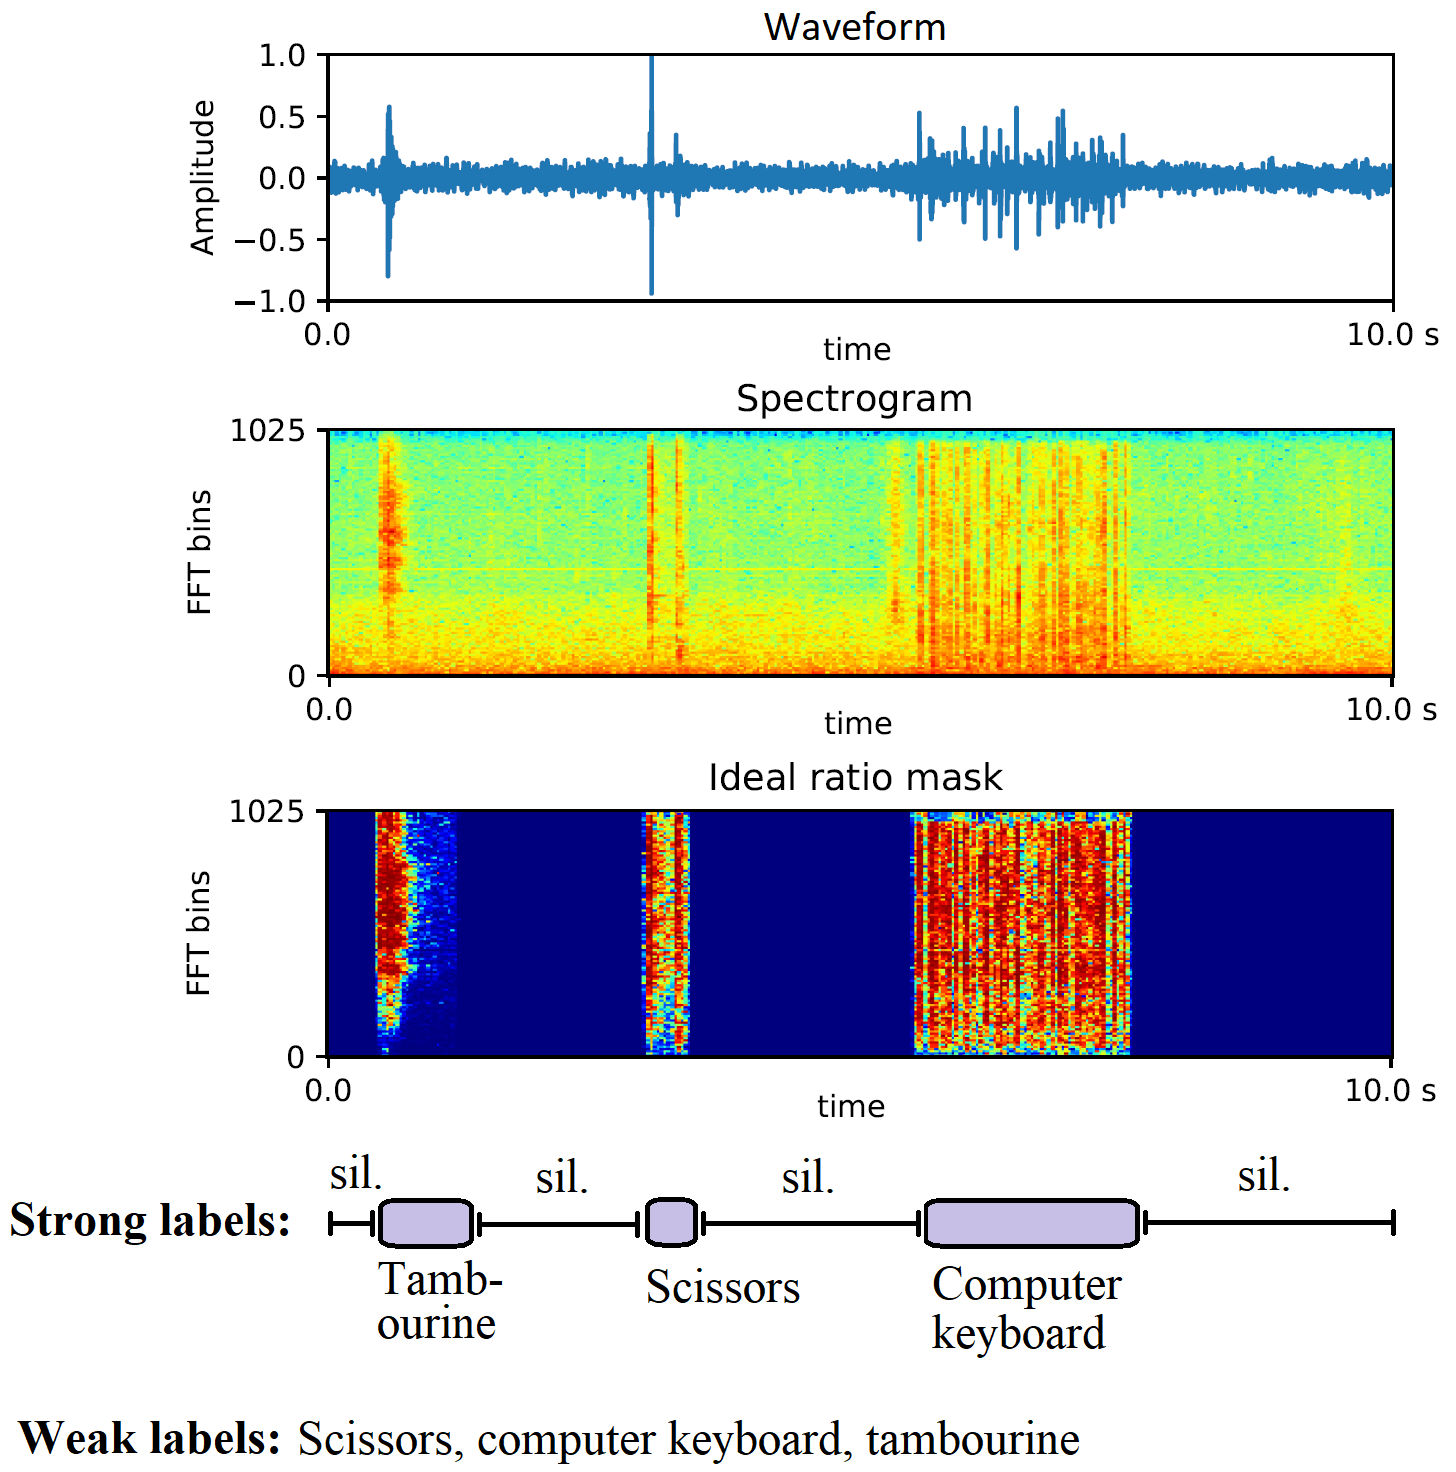 Waveform
1.0
0.5
0.0
−0.5
−1.0
Amplitude
0.0
10.0 s
time
Spectrogram
1025
0
FFT bins
0.0
10.0 s
time
Ideal ratio mask
1025
0
FFT bins
0.0
10.0 s
time
sil.
sil.
sil.
sil.
Strong labels:
Tamb-
ourine
Scissors
Computer
keyboard
Weak labels: Scissors, computer keyboard, tambourine